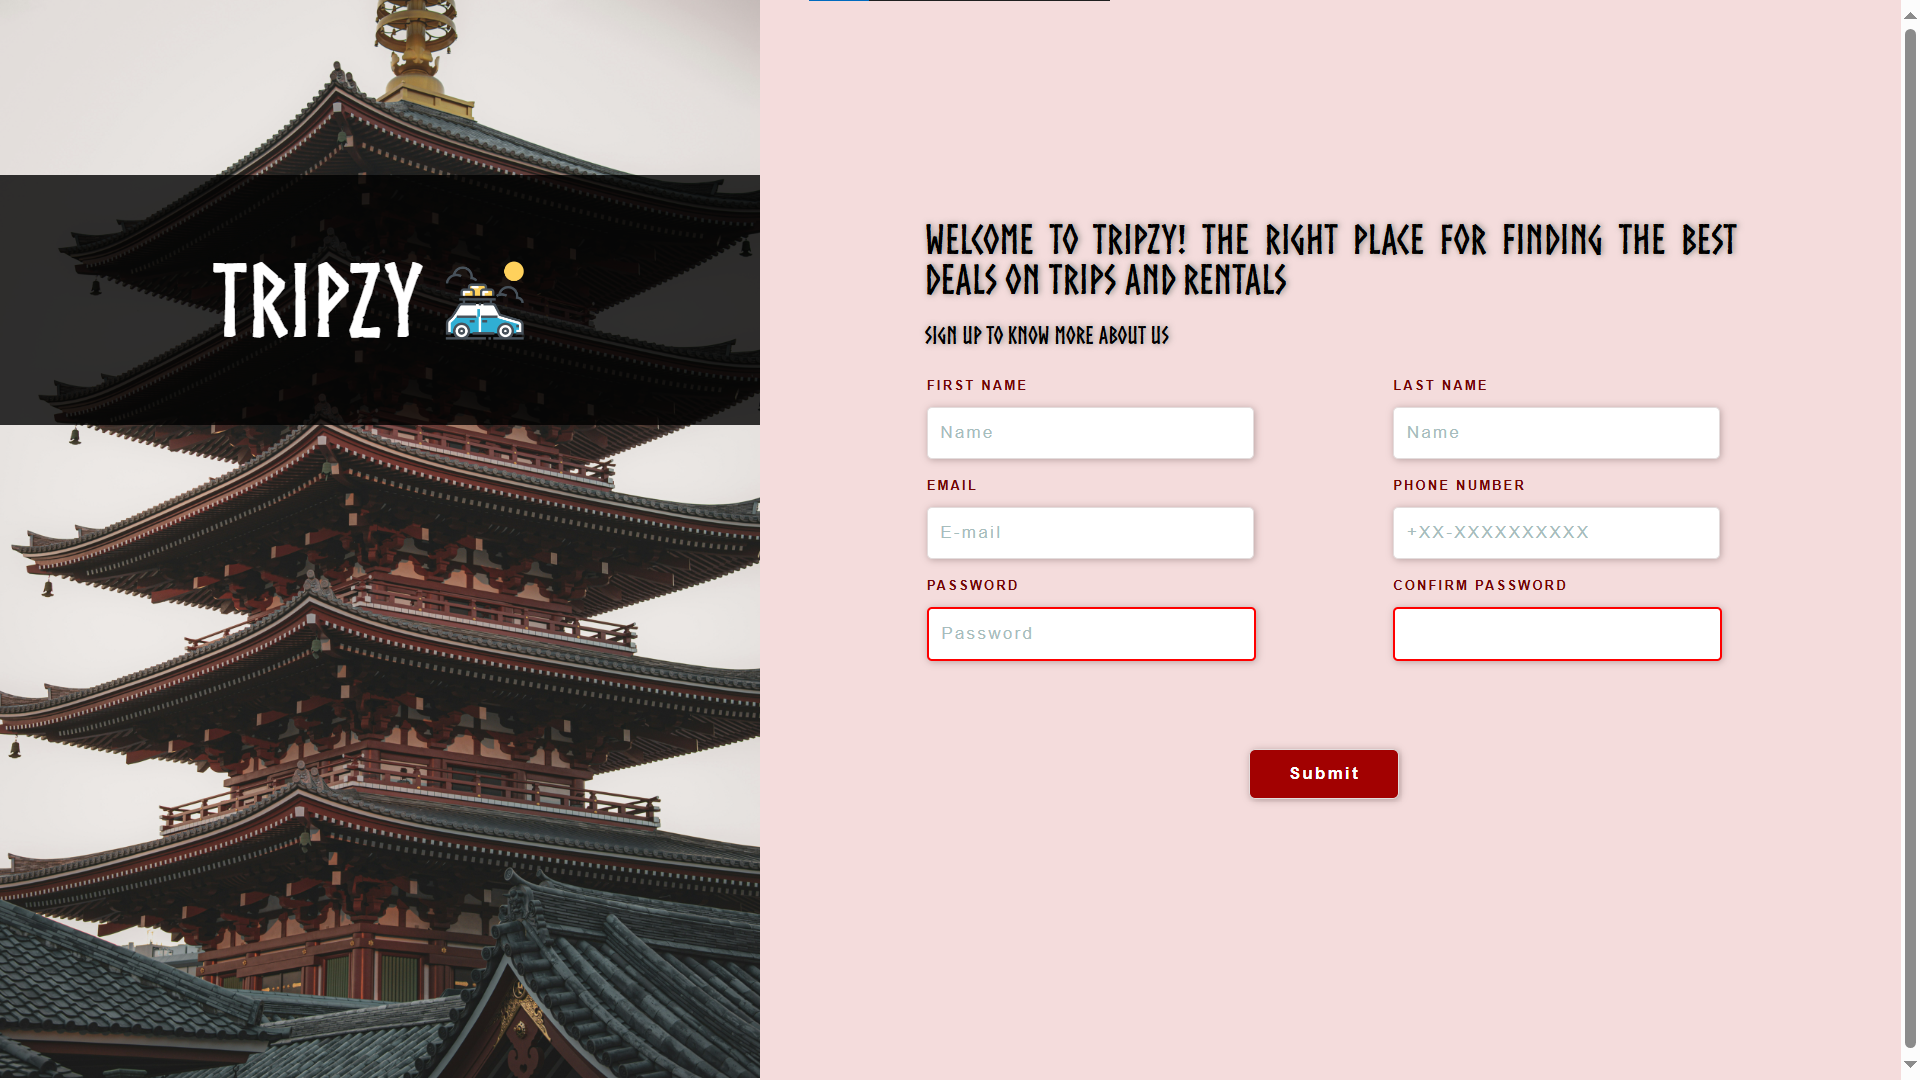 TRIPZY
WELCOME TO TRIPZY! THE RIGHT PLACE FOR FINDING THE BEST
DEALS ON TRIPS AND RENTALS
SIGN UP TO KNOW MORE ABOUT US
FIRST NAME
LAST NAME
Name
Name
EMAIL
PHONE NUMBER
E-mail
+XX-XXXXXXXXXX
PASSWORD
CONFIRM PASSWORD
Password
Submit